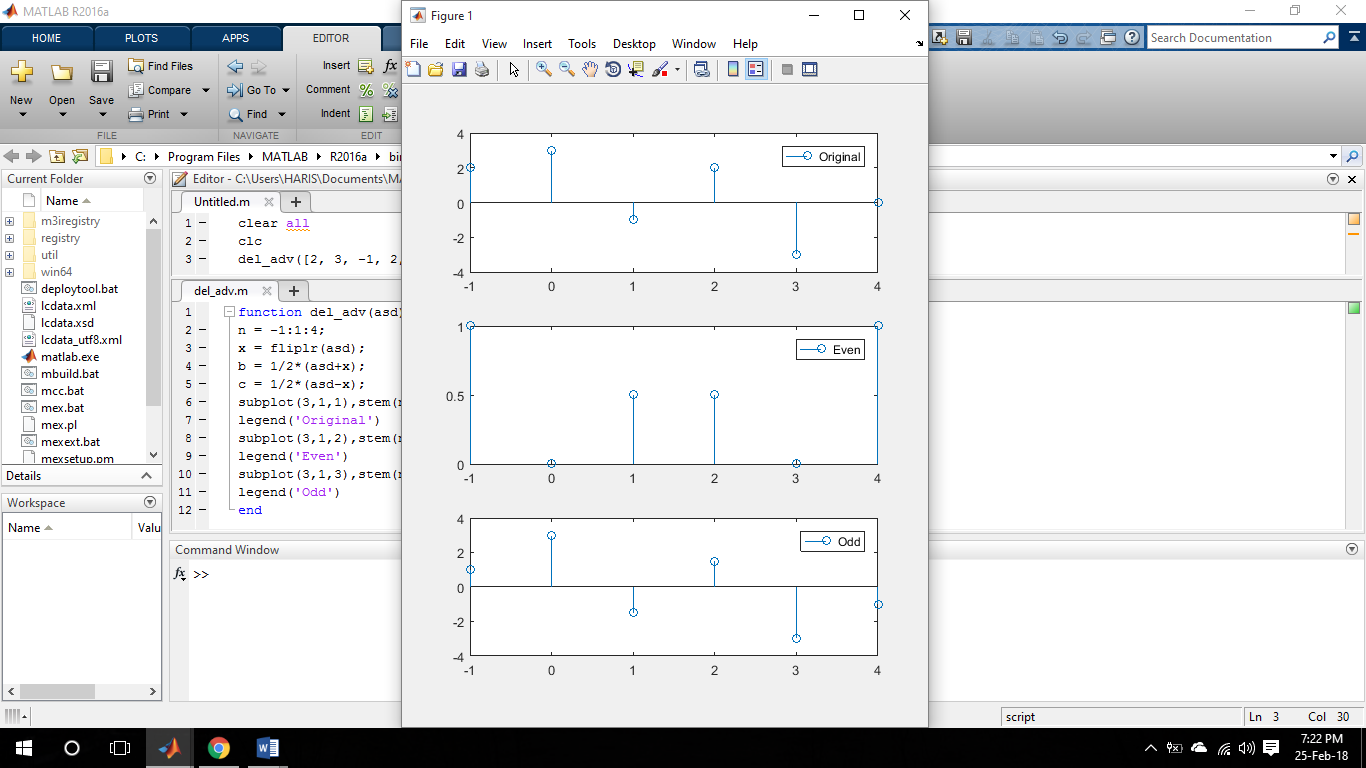 MATLAB R2016a
HOME PLOTS APPS EDITOR
Search Documentation
New Open Save
Find Files
Compare
Print
Go To
Find
Insert
Comment
Indent
FILE NAVIGATE EDIT
C: Program Files MATLAB R2016a bin
Current Folder
Name
m3iregistry
registry
util
win64
deploytool.bat
lcdata.xml
lcdata.xsd
lcdata_utf8.xml
matlab.exe
mbuild.bat
mcc.bat
mex.bat
mex.pl
mexext.bat
mexsetup.pm
Details
Workspace
Name Valu
Editor - C:\Users\HARIS\Documents\MA
Untitled.m
1 clear all
2 clc
3 del_adv([2, 3, -1, 2,
del_adv.m
1 function del_adv(asd)
2 n = -1:1:4;
3 x = fliplr(asd);
4 b = 1/2*(asd+x);
5 c = 1/2*(asd-x);
6 subplot(3,1,1),stem(n
7 legend('Original')
8 subplot(3,1,2),stem(n
9 legend('Even')
10 subplot(3,1,3),stem(n
11 legend('Odd')
12 end
Command Window
fx >>
Figure 1
File Edit View Insert Tools Desktop Window Help
4
2
0
-2
-4
-1 0 1 2 3 4
Original
1
0.5
0
-1 0 1 2 3 4
Even
4
2
0
-2
-4
-1 0 1 2 3 4
Odd
script Ln 3 Col 30
7:22 PM
25-Feb-18